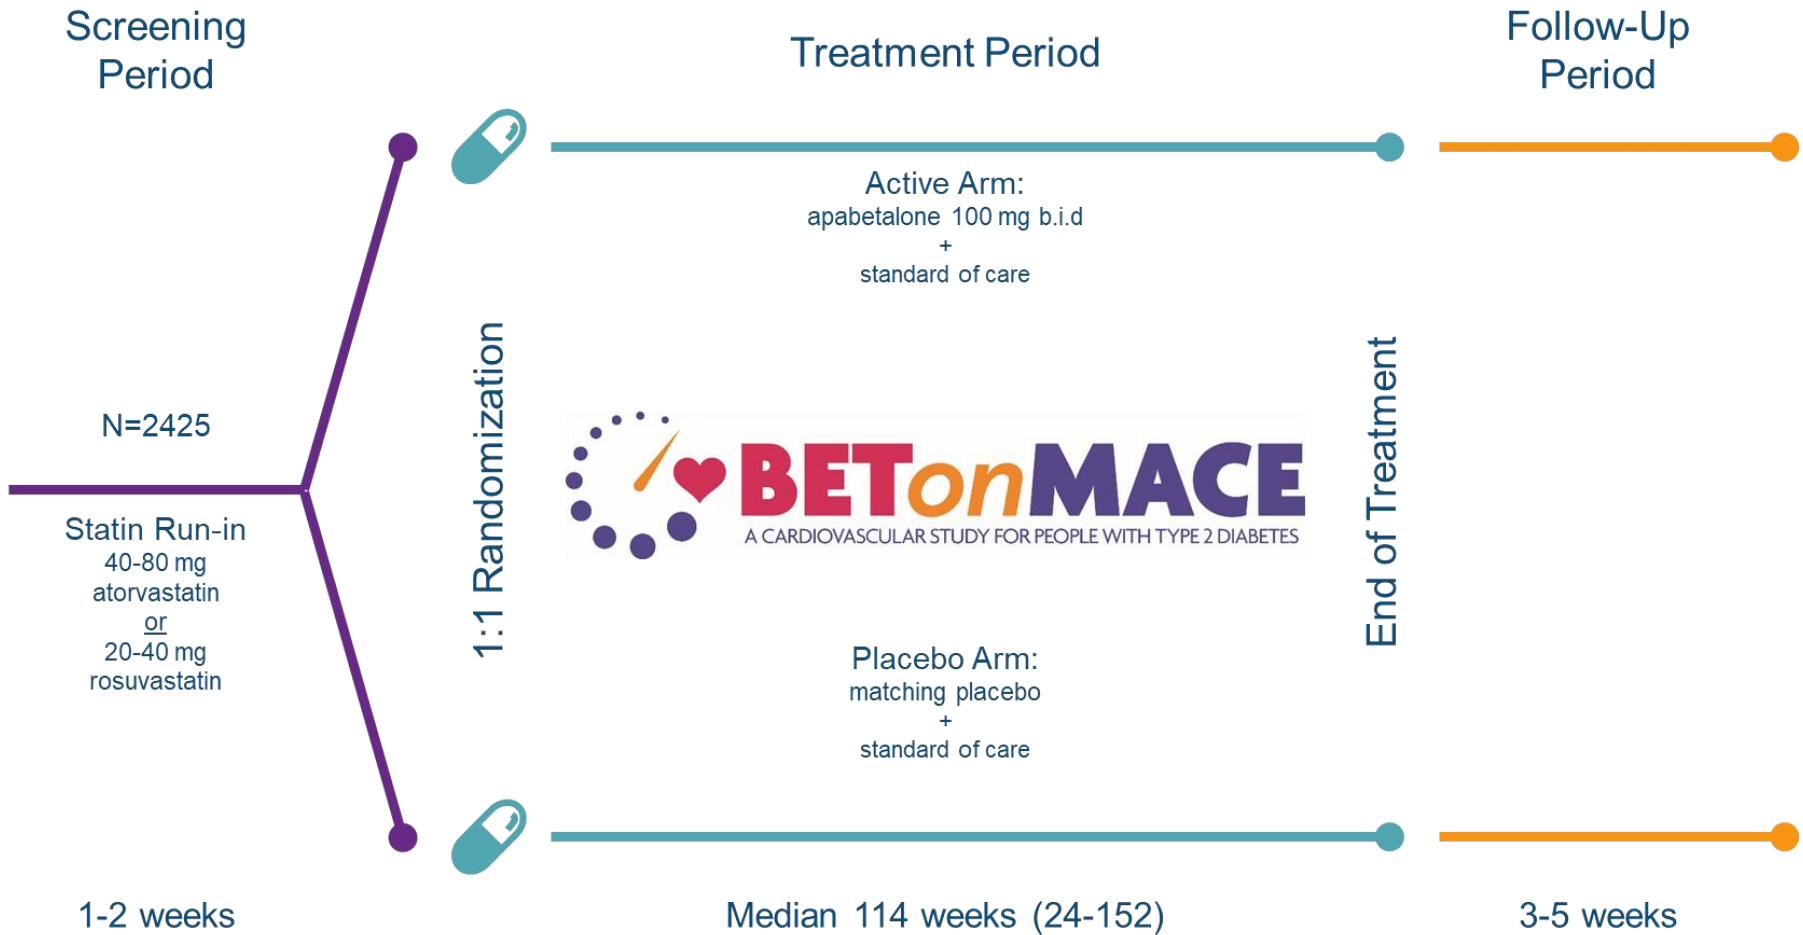 Screening
Period
Treatment Period
Follow-Up
Period
Active Arm:
apabetalone 100 mg b.i.d
+
standard of care
N=2425
Statin Run-in
40-80 mg
atorvastatin
or
20-40 mg
rosuvastatin
1:1 Randomization
BETonMACE
A CARDIOVASCULAR STUDY FOR PEOPLE WITH TYPE 2 DIABETES
End of Treatment
Placebo Arm:
matching placebo
+
standard of care
1-2 weeks
Median 114 weeks (24-152)
3-5 weeks